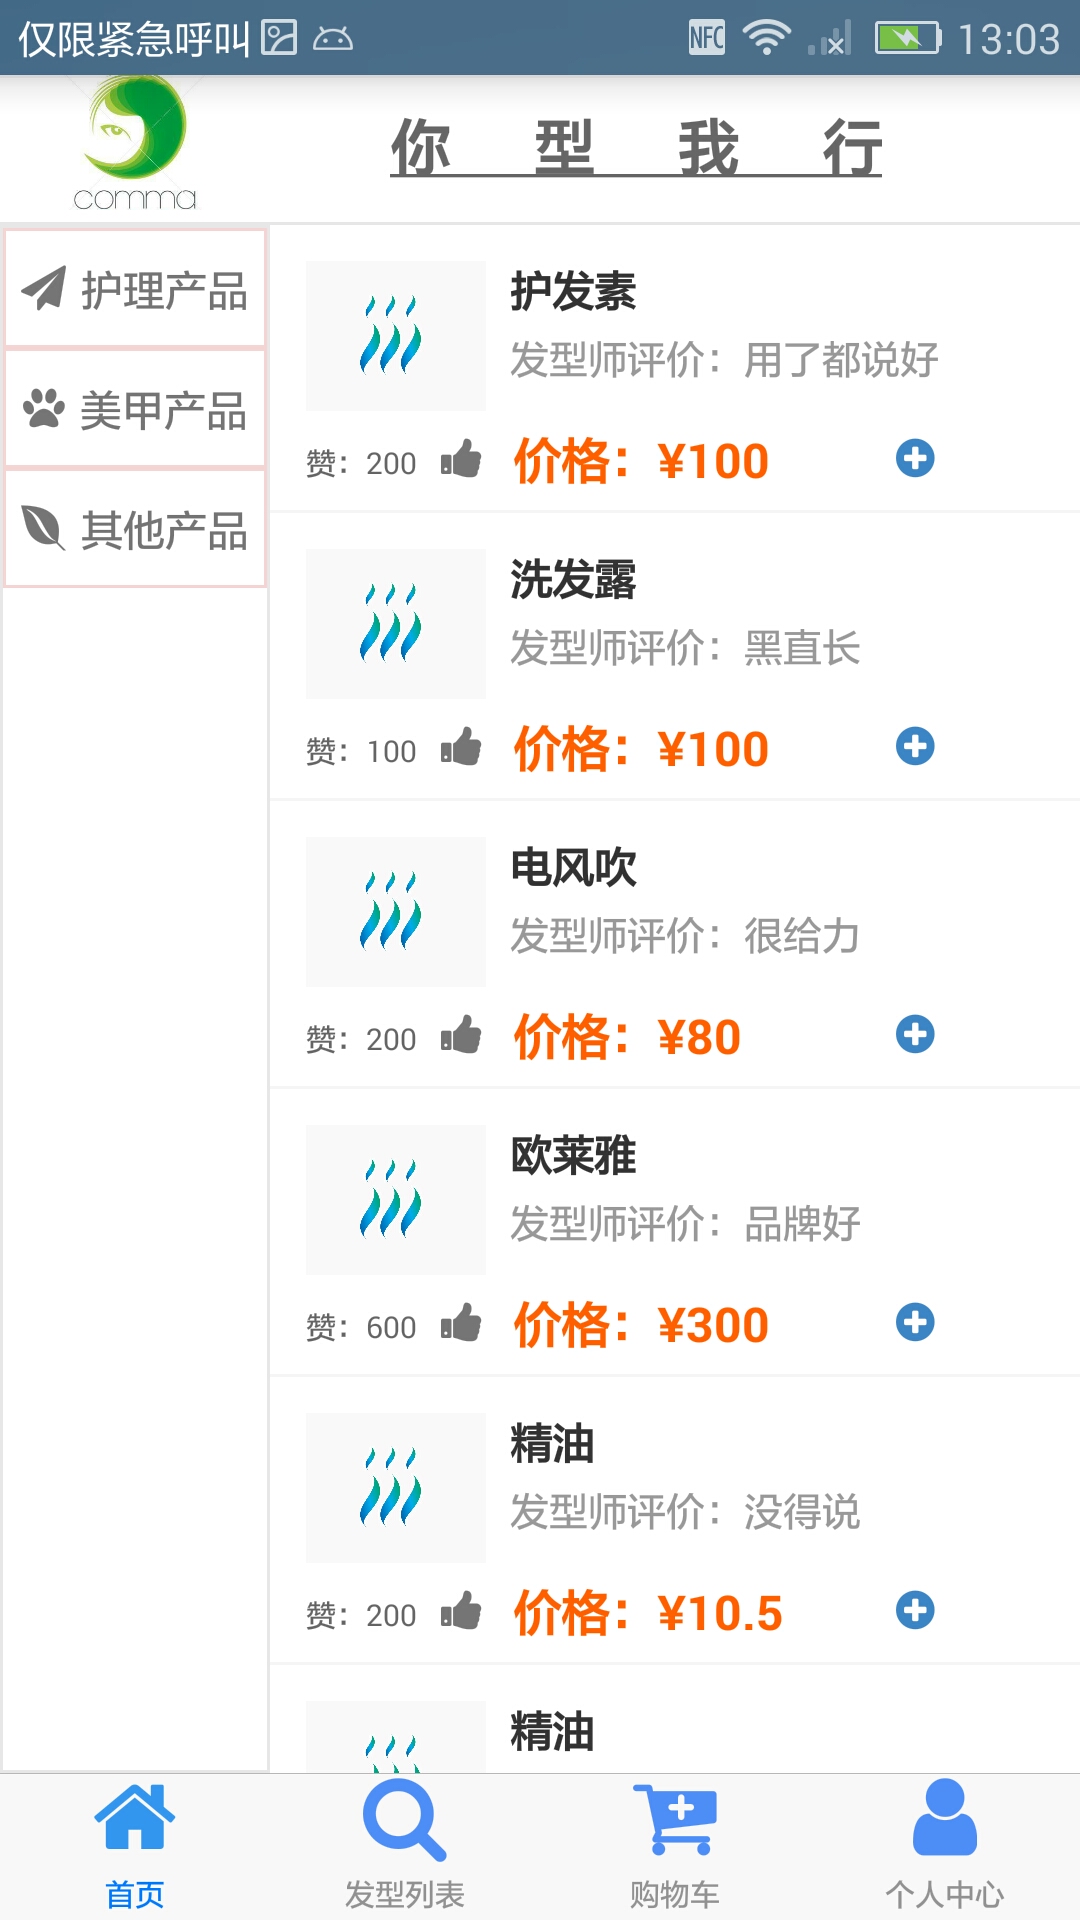 仅限紧急呼叫 NFC 13:03
comma
你 型 我 行
护理产品
美甲产品
其他产品
护发素
发型师评价：用了都说好
赞：200 价格：¥100
洗发露
发型师评价：黑直长
赞：100 价格：¥100
电风吹
发型师评价：很给力
赞：200 价格：¥80
欧莱雅
发型师评价：品牌好
赞：600 价格：¥300
精油
发型师评价：没得说
赞：200 价格：¥10.5
精油
首页 发型列表 购物车 个人中心